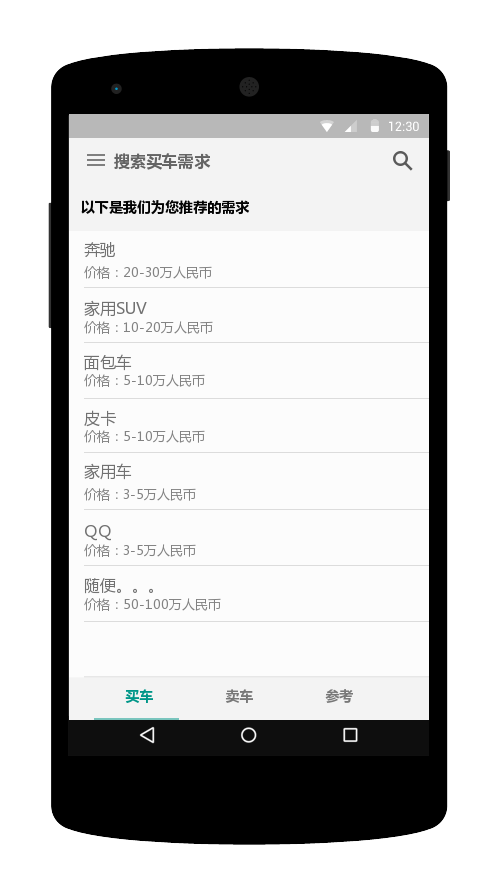 12:30
搜索买车需求
以下是我们为您推荐的需求
奔驰
价格：20-30万人民币
家用SUV
价格：10-20万人民币
面包车
价格：5-10万人民币
皮卡
价格：5-10万人民币
家用车
价格：3-5万人民币
QQ
价格：3-5万人民币
随便。。。
价格：50-100万人民币
买车 卖车 参考